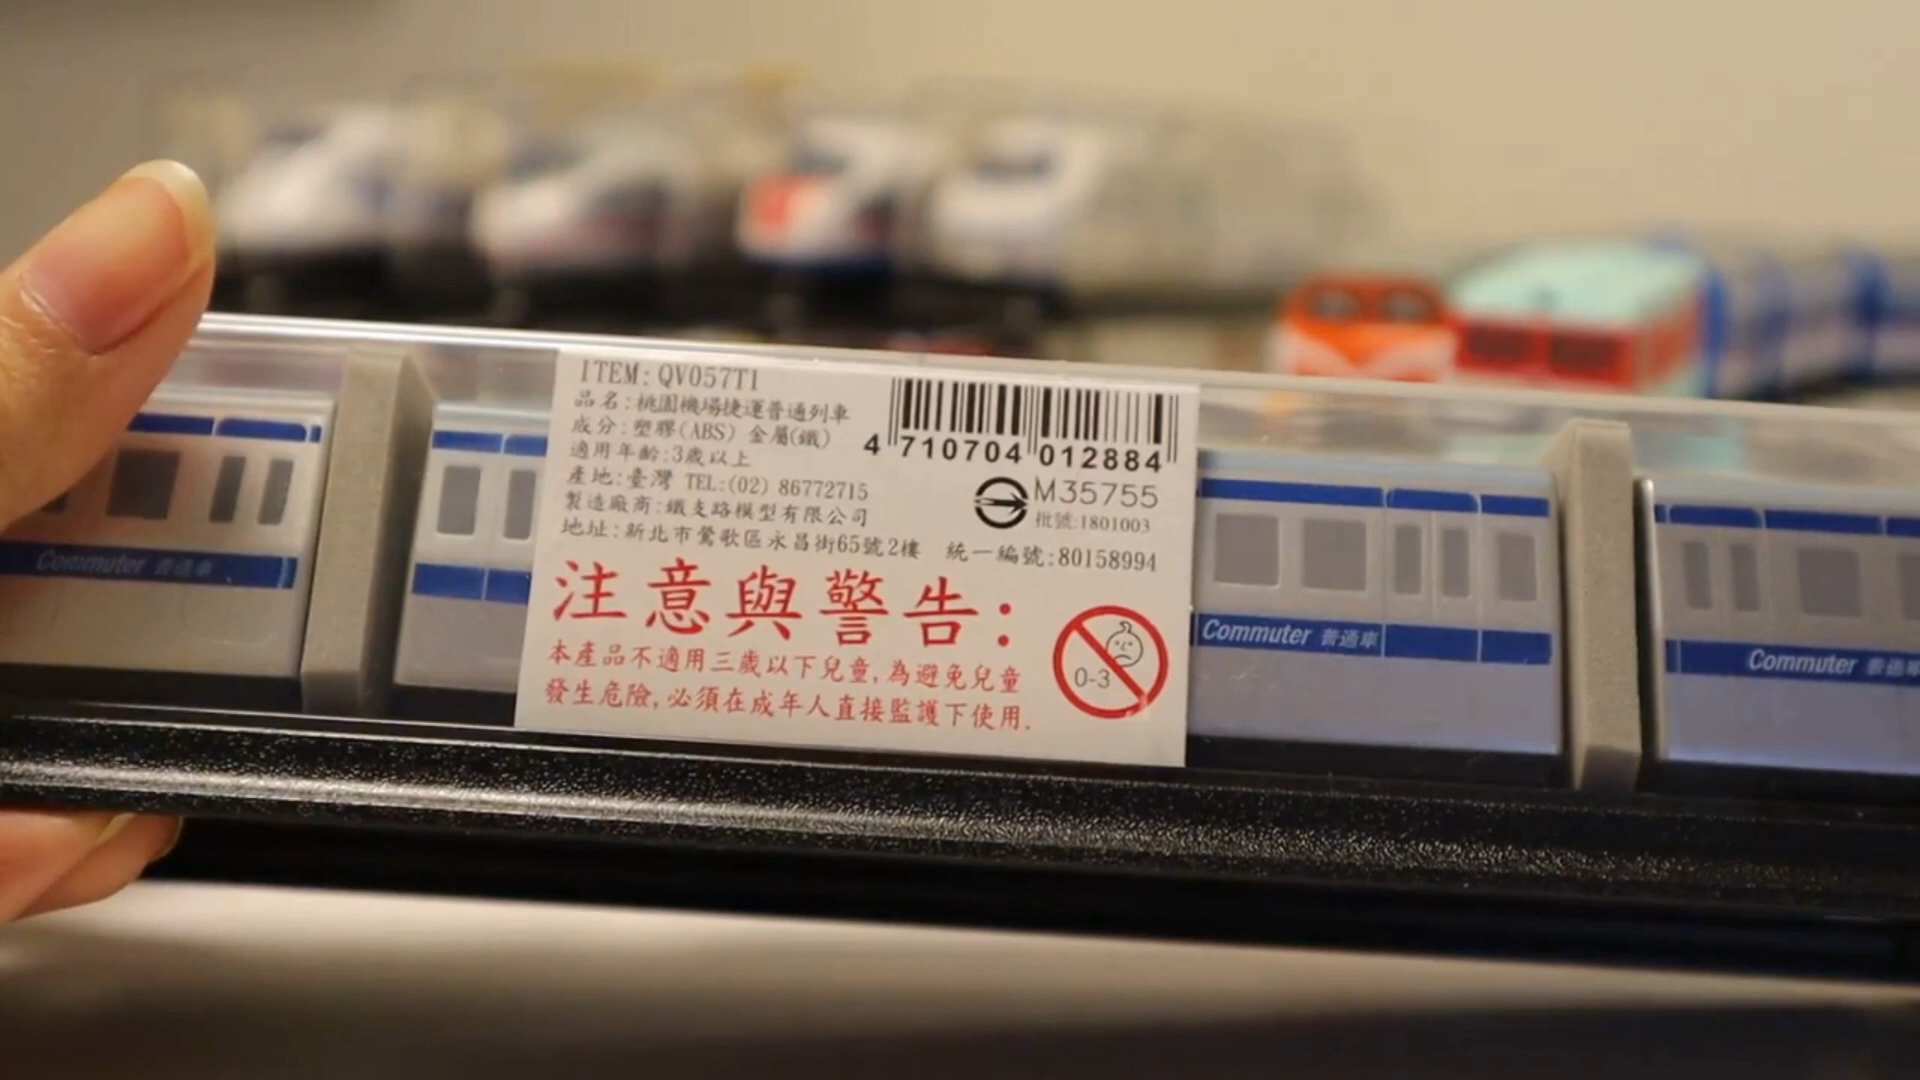 ITEM: QV057T1
品名:桃園機場捷運普通列車
成分:塑膠(ABS) 金屬(鐵)
適用年齡:3歲以上
產地:臺灣 TEL:(02) 86772715
製造廠商:鐵支路模型有限公司
地址:新北市鶯歌區永昌街65號2樓 統一編號:80158994
4 710704 012884
M35755
批號:1801003
注意與警告:
本產品不適用三歲以下兒童,為避免兒童
發生危險,必須在成年人直接監護下使用.
0-3
Commuter 普通車
Commuter 普通車
Commuter 普通車